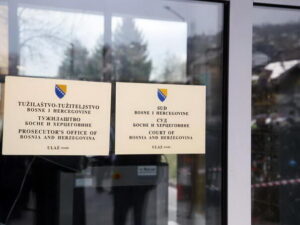 TUŽILAŠTVO-TUŽITELJSTVO
BOSNE I HERCEGOVINE
ТУЖИЛАШТВО
БОСНЕ И ХЕРЦЕГОВИНЕ
PROSECUTOR'S OFFICE OF
BOSNIA AND HERZEGOVINA
ULAZ
SUD
BOSNE I HERCEGOVINE
СУД
БОСНЕ И ХЕРЦЕГОВИНЕ
COURT OF
BOSNIA AND HERZEGOVINA
ULAZ